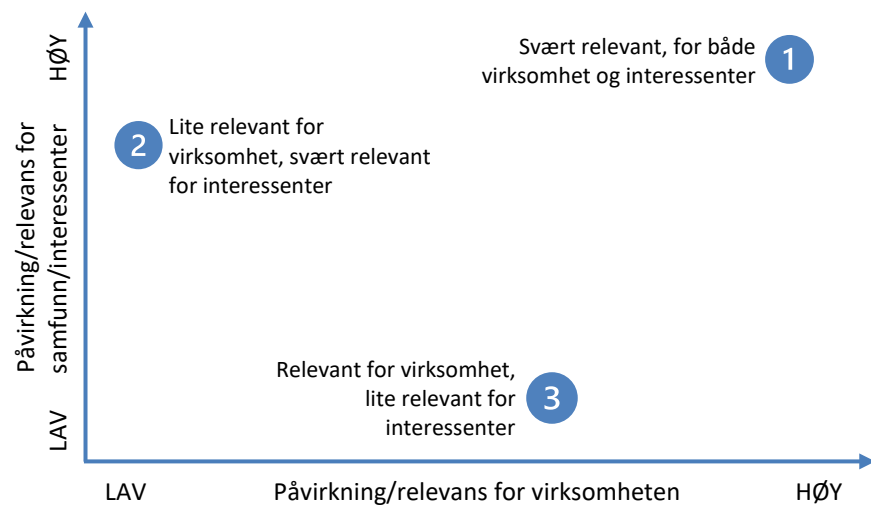 HØY
Påvirkning/relevans for
samfunn/interessenter
LAV
Svært relevant, for både
virksomhet og interessenter
1
2
Lite relevant for
virksomhet, svært relevant
for interessenter
Relevant for virksomhet,
lite relevant for
interessenter
3
LAV
Påvirkning/relevans for virksomheten
HØY